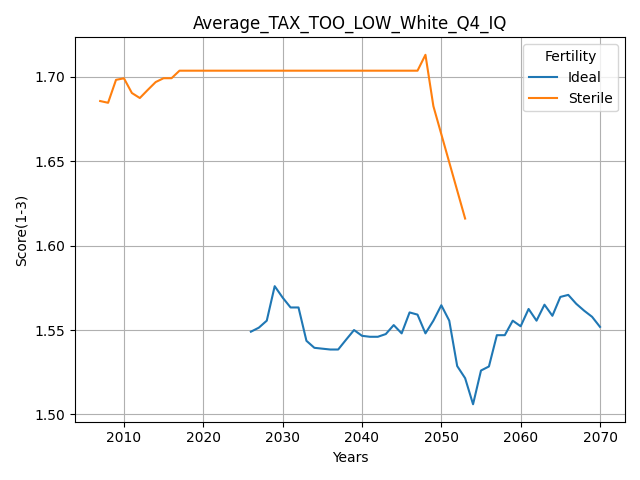 Average_TAX_TOO_LOW_White_Q4_IQ
Fertility
Ideal
Sterile
Score(1-3)
1.70
1.65
1.60
1.55
1.50
2010 2020 2030 2040 2050 2060 2070
Years